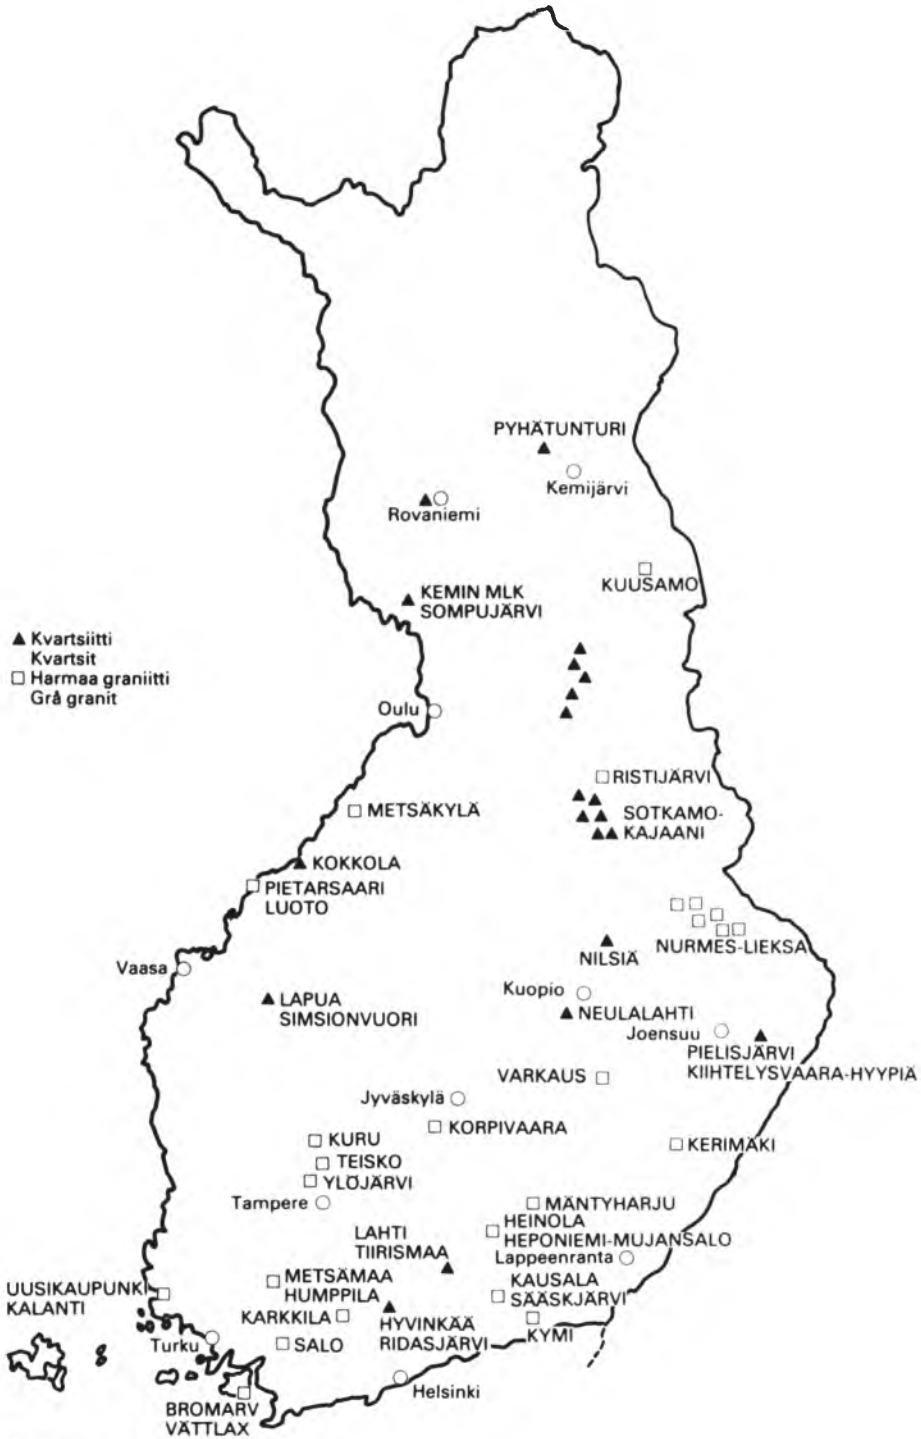 PYHÄTUNTURI
Kemijärvi
Rovaniemi
KUUSAMO
KEMIN MLK
SOMPUJÄRVI
Kvartsiitti
Kvartsit
Harmaa graniitti
Grå granit
Oulu
RISTIJÄRVI
METSÄKYLÄ
SOTKAMO-
KAJAANI
KOKKOLA
PIETARSAARI
LUOTO
NURMES-LIEKSA
NILSIÄ
Vaasa
Kuopio
LAPUA
SIMSIONVUORI
NEULALAHTI
Joensuu
PIELISJÄRVI
KIIHTELYSVAARA-HYYPIÄ
VARKAUS
Jyväskylä
KORPIVAARA
KURU
KERIMÄKI
TEISKO
YLÖJÄRVI
Tampere
MÄNTYHARJU
HEINOLA
HEPONIEMI-MUJANSALO
LAHTI
TIIRISMAA
Lappeenranta
UUSIKAUPUNKI
KALANTI
METSÄMAA
HUMPPILA
KAUSALA
SÄÄSKJÄRVI
KARKKILA
HYVINKÄÄ
RIDASJÄRVI
KYMI
Turku
SALO
Helsinki
BROMARV
VÄTTLAX